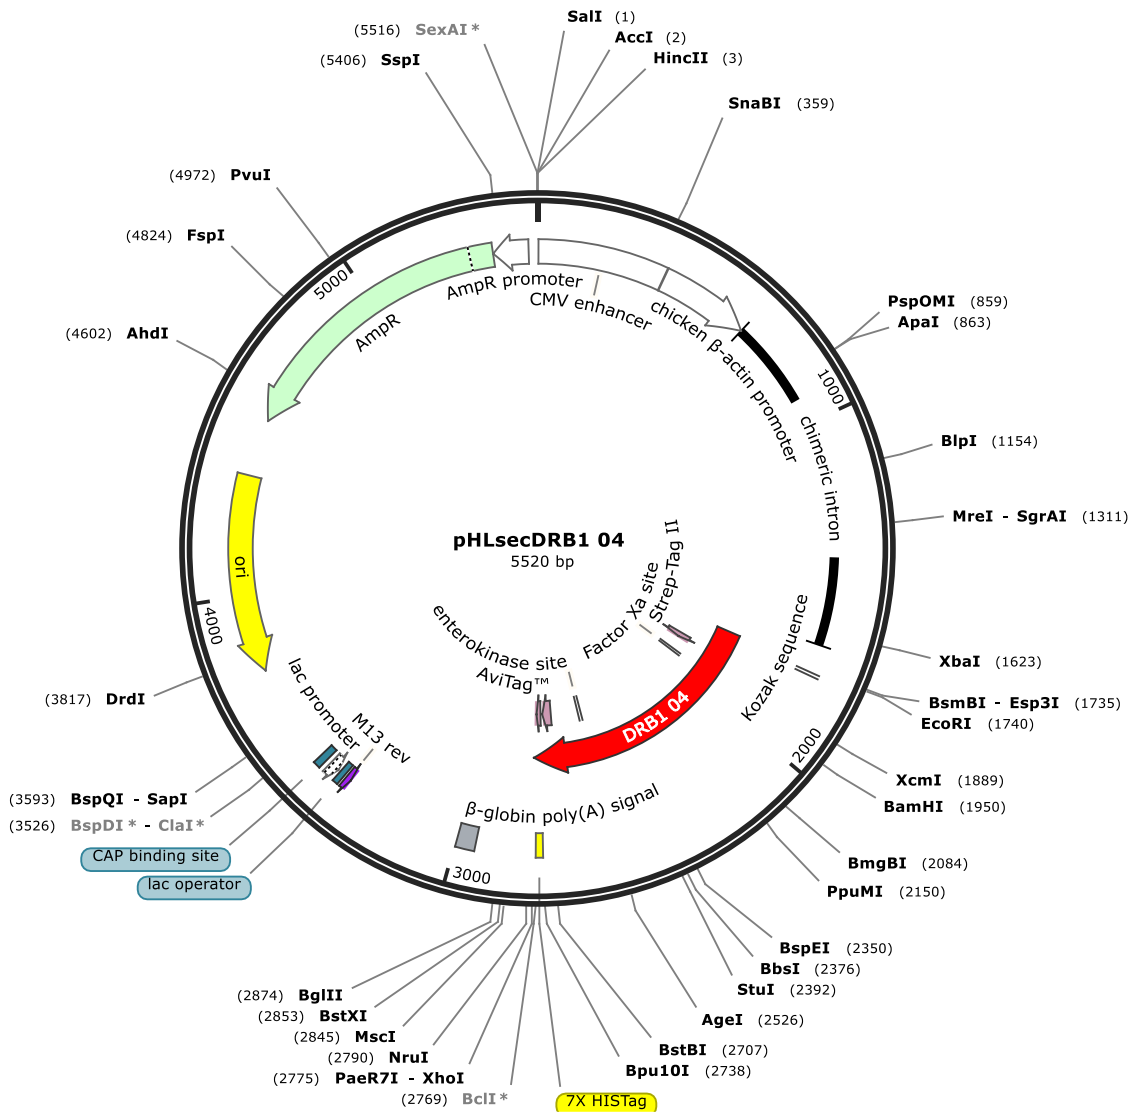 (5516) SexAI *
(5406) SspI
SalI (1)
AccI (2)
HincII (3)
SnaBI (359)
(4972) PvuI
(4824) FspI
(4602) AhdI
PspOMI (859)
ApaI (863)
BlpI (1154)
MreI - SgrAI (1311)
XbaI (1623)
BsmBI - Esp3I (1735)
EcoRI (1740)
XcmI (1889)
BamHI (1950)
BmgBI (2084)
PpuMI (2150)
BspEI (2350)
BbsI (2376)
StuI (2392)
AgeI (2526)
BstBI (2707)
Bpu10I (2738)
7X HISTag
(2769) BclI *
(2775) PaeR7I - XhoI
(2790) NruI
(2845) MscI
(2853) BstXI
(2874) BglII
lac operator
CAP binding site
(3526) BspDI * - ClaI *
(3593) BspQI - SapI
(3817) DrdI
5000
1000
2000
3000
4000
AmpR promoter
AmpR
CMV enhancer
chicken β-actin promoter
chimeric intron
Kozak sequence
Strep-Tag II
Factor Xa site
enterokinase site
AviTag™
DRB1 04
β-globin poly(A) signal
M13 rev
lac promoter
ori
pHLsecDRB1 04
5520 bp